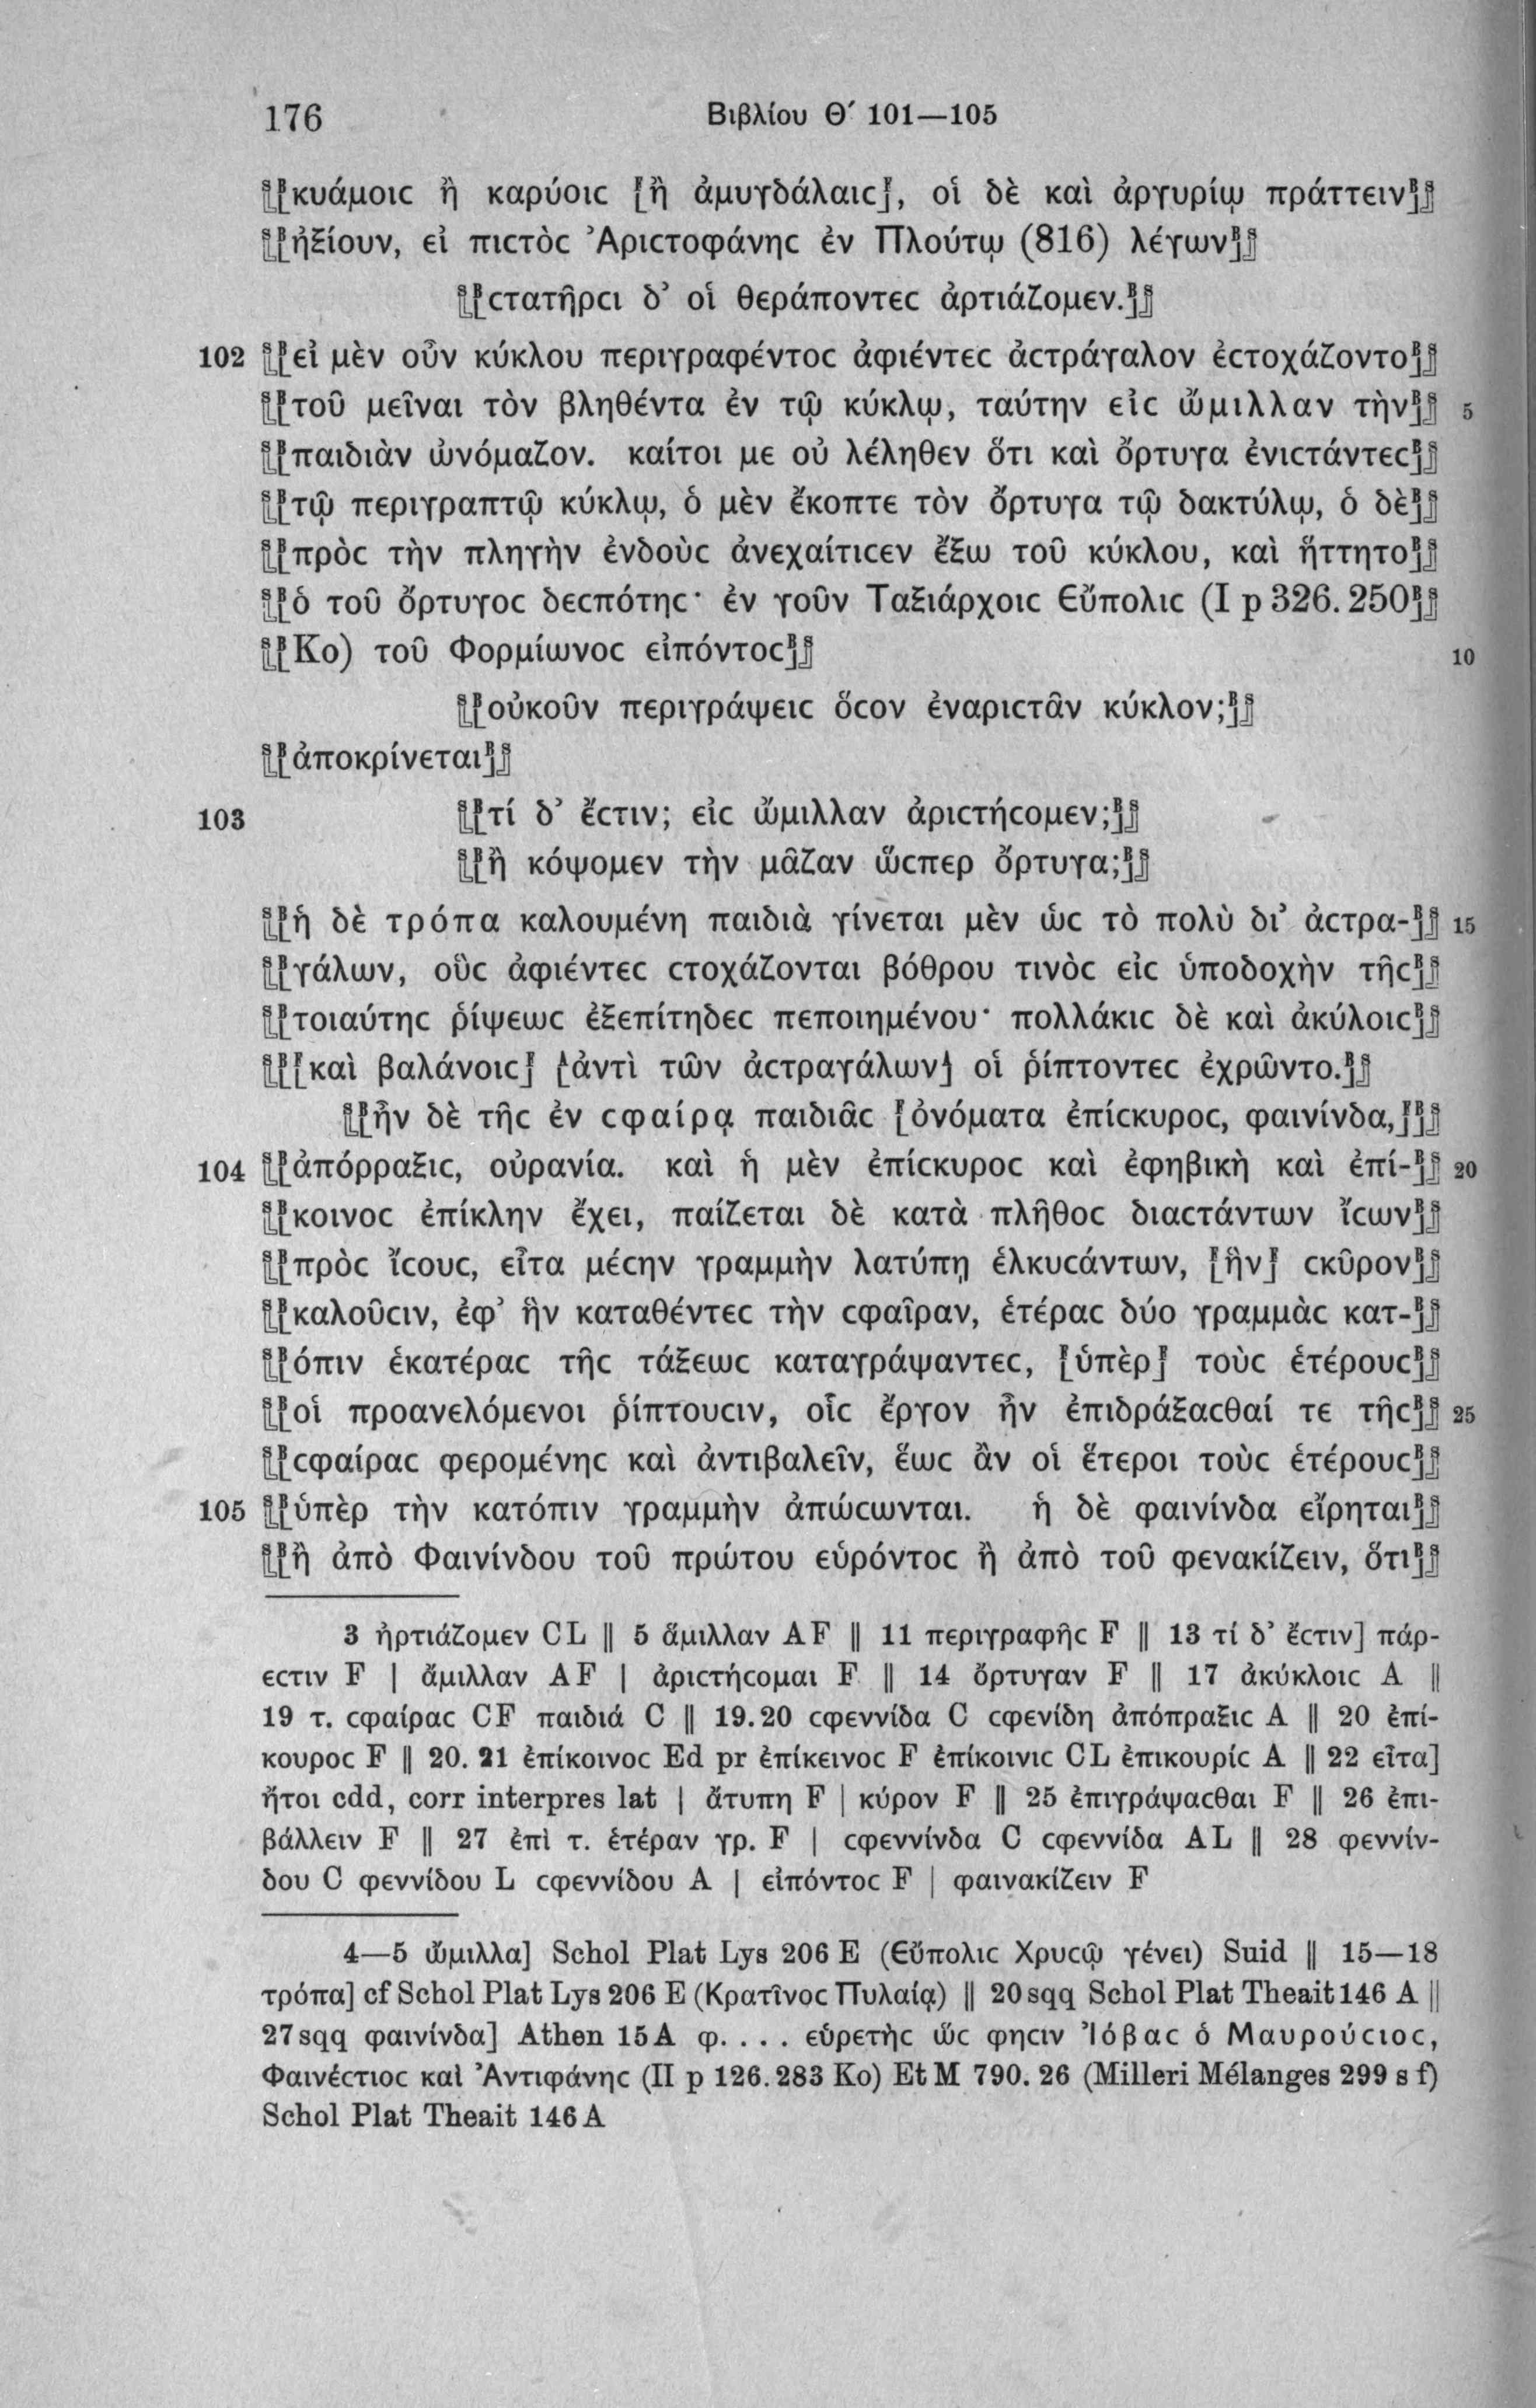 176 Βιβλίου Θ´ 101—105
⟦[κυάμοιϲ ἢ καρύοιϲ [ἢ ἀμυγδάλαιϲ], οἱ δὲ καὶ ἀργυρίῳ πράττειν]⟧
⟦[ἠξίουν, εἰ πιϲτὸϲ Ἀριϲτοφάνηϲ ἐν Πλούτῳ (816) λέγων]⟧
⟦[ϲτατῆρϲι δ’ οἱ θεράποντεϲ ἀρτιάζομεν.]⟧
102 ⟦[εἰ μὲν οὖν κύκλου περιγραφέντοϲ ἀφιέντεϲ ἀϲτράγαλον ἐϲτοχάζοντο]⟧
⟦[τοῦ μεῖναι τὸν βληθέντα ἐν τῷ κύκλῳ, ταύτην εἰϲ ὤμιλλαν τὴν]⟧ 5
⟦[παιδιὰν ὠνόμαζον. καίτοι με οὐ λέληθεν ὅτι καὶ ὄρτυγα ἐνιϲτάντεϲ]⟧
⟦[τῷ περιγραπτῷ κύκλῳ, ὁ μὲν ἔκοπτε τὸν ὄρτυγα τῷ δακτύλῳ, ὁ δὲ]⟧
⟦[πρὸϲ τὴν πληγὴν ἐνδοὺϲ ἀνεχαίτιϲεν ἔξω τοῦ κύκλου, καὶ ἥττητο]⟧
⟦[ὁ τοῦ ὄρτυγοϲ δεϲπότηϲ· ἐν γοῦν Ταξιάρχοιϲ Εὔπολιϲ (I p 326. 250]⟧
⟦[Ko) τοῦ Φορμίωνοϲ εἰπόντοϲ]⟧ 10
⟦[οὐκοῦν περιγράψειϲ ὅϲον ἐναριϲτᾶν κύκλον;]⟧
⟦[ἀποκρίνεται]⟧
103 ⟦[τί δ’ ἔϲτιν; εἰϲ ὤμιλλαν ἀριϲτήϲομεν;]⟧
⟦[ἢ κόψομεν τὴν μᾶζαν ὥϲπερ ὄρτυγα;]⟧
⟦[ἡ δὲ τρόπα καλουμένη παιδιὰ γίνεται μὲν ὡϲ τὸ πολὺ δι’ ἀϲτρα-]⟧ 15
⟦[γάλων, οὓϲ ἀφιέντεϲ ϲτοχάζονται βόθρου τινὸϲ εἰϲ ὑποδοχὴν τῆϲ]⟧
⟦[τοιαύτηϲ ῥίψεωϲ ἐξεπίτηδεϲ πεποιημένου· πολλάκιϲ δὲ καὶ ἀκύλοιϲ]⟧
⟦[[καὶ βαλάνοιϲ] [ἀντὶ τῶν ἀϲτραγάλων] οἱ ῥίπτοντεϲ ἐχρῶντο.]⟧
⟦[ἦν δὲ τῆϲ ἐν ϲφαίρᾳ παιδιᾶϲ [ὀνόματα ἐπίϲκυροϲ, φαινίνδα,]]⟧
104 ⟦[ἀπόρραξιϲ, οὐρανία. καὶ ἡ μὲν ἐπίϲκυροϲ καὶ ἐφηβικὴ καὶ ἐπί-]⟧ 20
⟦[κοινοϲ ἐπίκλην ἔχει, παίζεται δὲ κατὰ πλῆθοϲ διαϲτάντων ἴϲων]⟧
⟦[πρὸϲ ἴϲουϲ, εἶτα μέϲην γραμμὴν λατύπῃ ἑλκυϲάντων, [ἣν] ϲκῦρον]⟧
⟦[καλοῦϲιν, ἐφ’ ἣν καταθέντεϲ τὴν ϲφαῖραν, ἑτέραϲ δύο γραμμὰϲ κατ-]⟧
⟦[όπιν ἑκατέραϲ τῆϲ τάξεωϲ καταγράψαντεϲ, [ὑπὲρ] τοὺϲ ἑτέρουϲ]⟧
⟦[οἱ προανελόμενοι ῥίπτουϲιν, οἷϲ ἔργον ἦν ἐπιδράξαϲθαί τε τῆϲ]⟧ 25
⟦[ϲφαίραϲ φερομένηϲ καὶ ἀντιβαλεῖν, ἕωϲ ἂν οἱ ἕτεροι τοὺϲ ἑτέρουϲ]⟧
105 ⟦[ὑπὲρ τὴν κατόπιν γραμμὴν ἀπώϲωνται. ἡ δὲ φαινίνδα εἴρηται]⟧
⟦[ἢ ἀπὸ Φαινίνδου τοῦ πρώτου εὑρόντοϲ ἢ ἀπὸ τοῦ φενακίζειν, ὅτι]⟧
3 ἠρτιάζομεν CL ‖ 5 ἅμιλλαν AF ‖ 11 περιγραφῆϲ F ‖ 13 τί δ’ ἔϲτιν] πάρ-
εϲτιν F | ἅμιλλαν AF | ἀριϲτήϲομαι F ‖ 14 ὄρτυγαν F ‖ 17 ἀκύκλοιϲ A ‖
19 τ. ϲφαίραϲ CF παιδιά C ‖ 19.20 ϲφεννίδα C ϲφενίδη ἀπόπραξιϲ A ‖ 20 ἐπί-
κουροϲ F ‖ 20. 21 ἐπίκοινοϲ Ed pr ἐπίκεινοϲ F ἐπίκοινιϲ CL ἐπικουρίϲ A ‖ 22 εἶτα]
ἤτοι cdd, corr interpres lat | ἄτυπη F | κύρον F ‖ 25 ἐπιγράψαϲθαι F ‖ 26 ἐπι-
βάλλειν F ‖ 27 ἐπὶ τ. ἑτέραν γρ. F | ϲφεννίνδα C ϲφεννίδα AL ‖ 28 φεννίν-
δου C φεννίδου L ϲφεννίδου A | εἰπόντοϲ F | φαινακίζειν F
4—5 ὤμιλλα] Schol Plat Lys 206 E (Εὔπολιϲ Χρυϲῷ γένει) Suid ‖ 15—18
τρόπα] cf Schol Plat Lys 206 E (Κρατῖνοϲ Πυλαίᾳ) ‖ 20 sqq Schol Plat Theait 146 A ‖
27 sqq φαινίνδα] Athen 15 A φ. . . . εὑρετὴϲ ὥϲ φηϲιν Ἰόβαϲ ὁ Μαυρούϲιοϲ,
Φαινέϲτιοϲ καὶ Ἀντιφάνηϲ (II p 126. 283 Ko) Et M 790. 26 (Milleri Mélanges 299 s f)
Schol Plat Theait 146 A